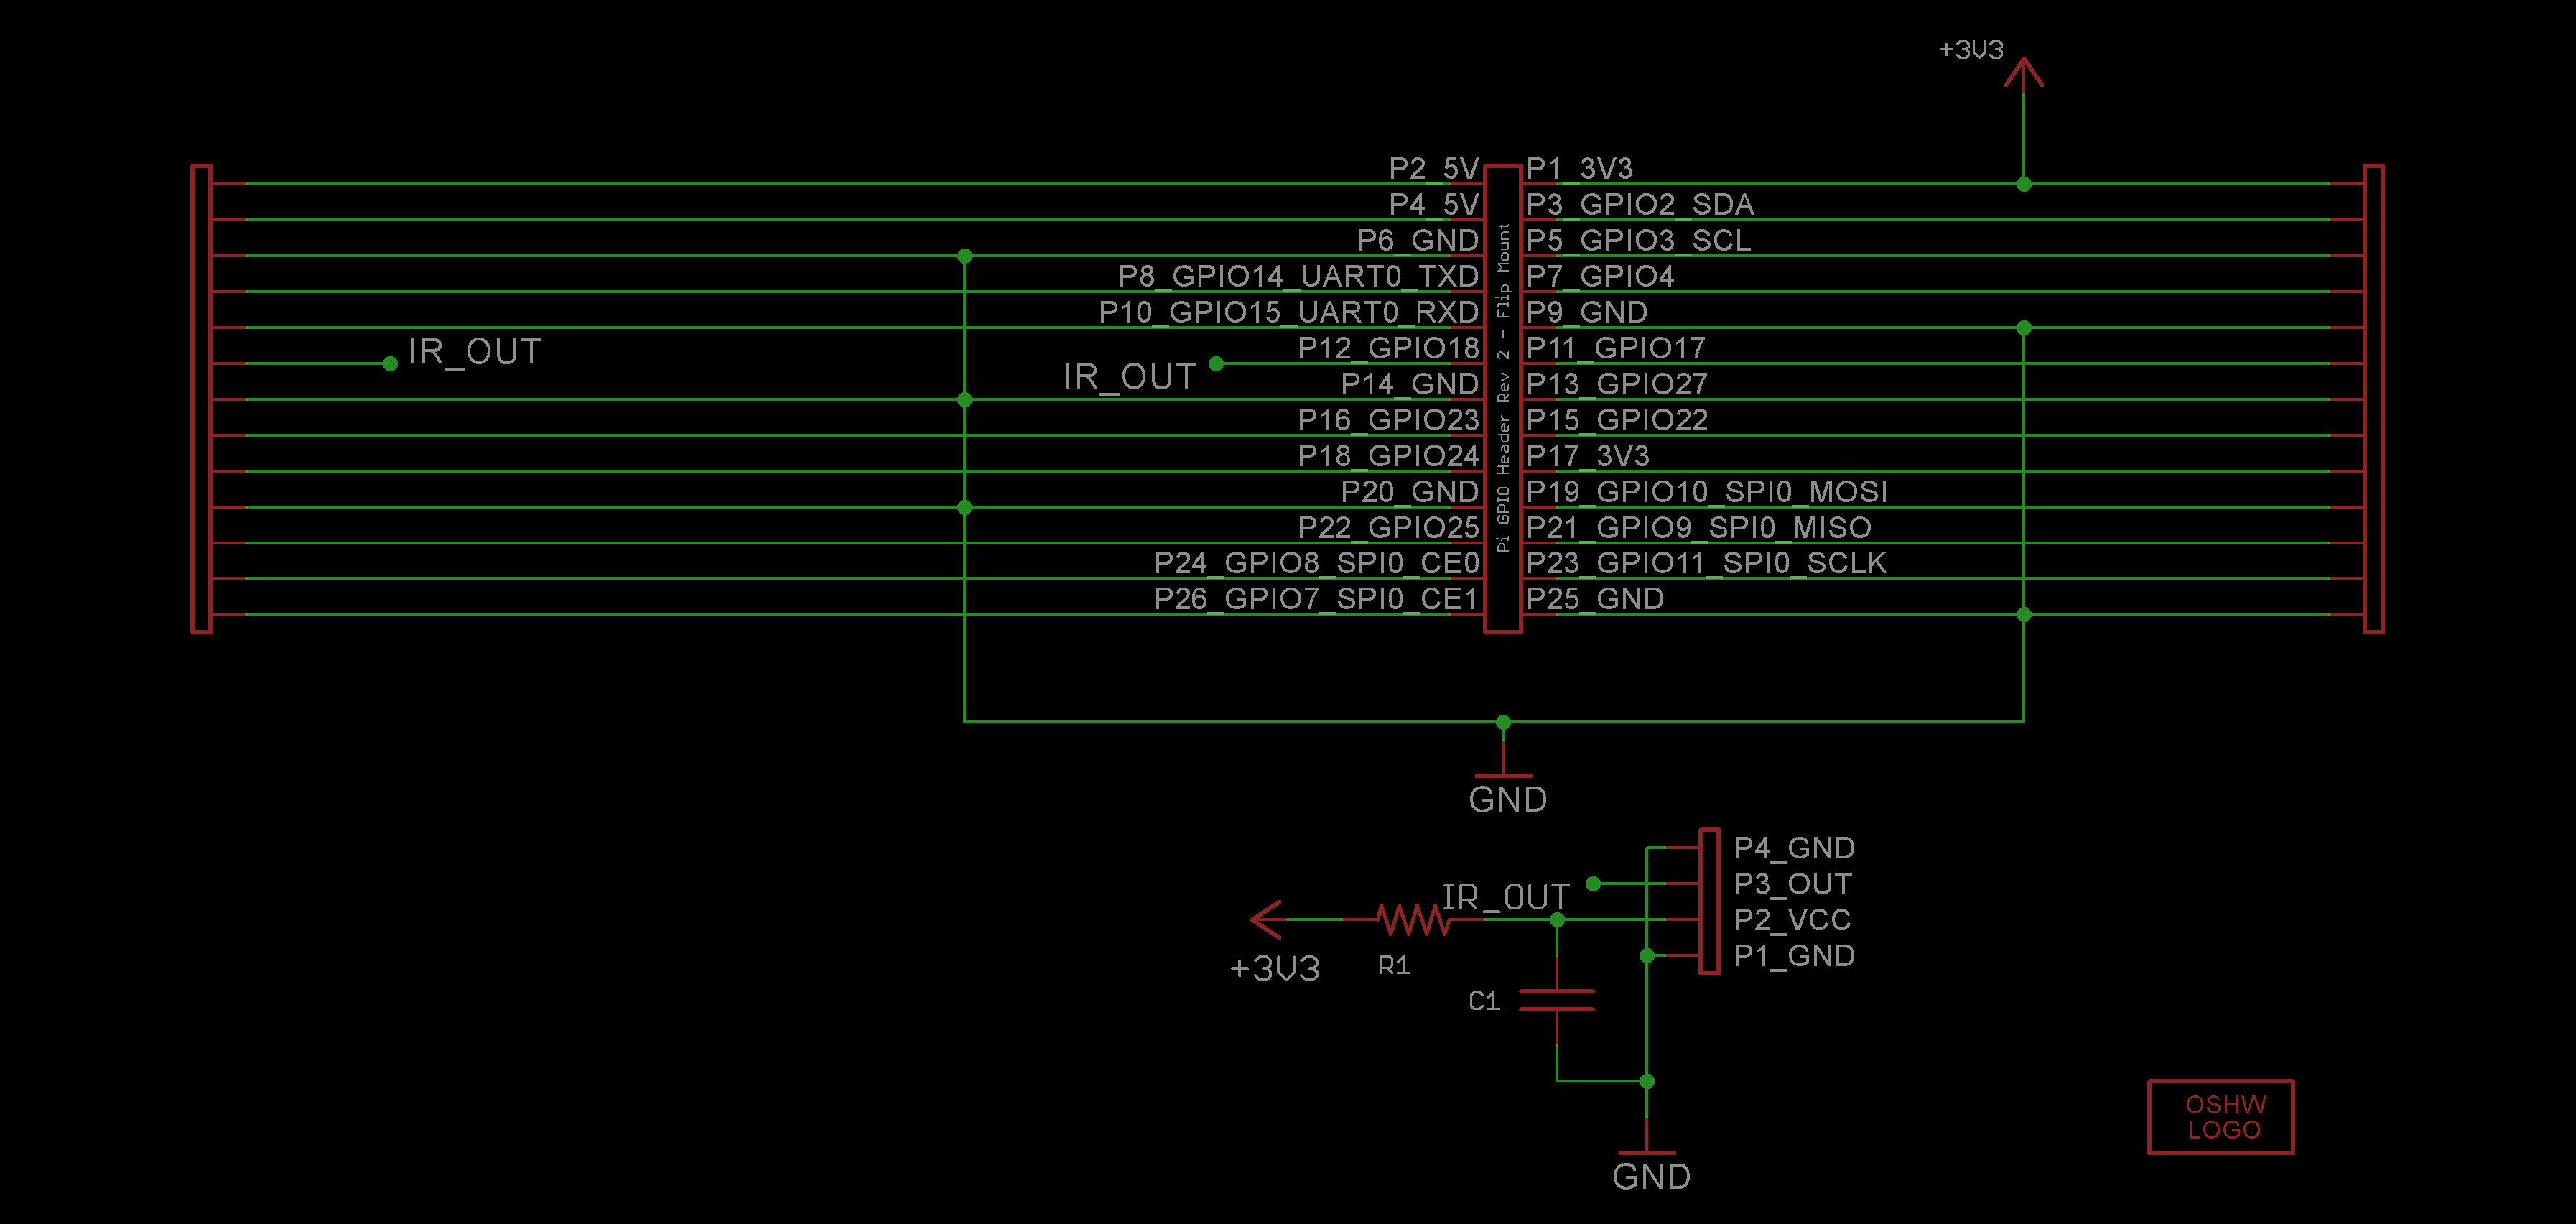 +3V3
P2_5V P1_3V3
P4_5V P3_GPIO2_SDA
P6_GND P5_GPIO3_SCL
P8_GPIO14_UART0_TXD P7_GPIO4
P10_GPIO15_UART0_RXD P9_GND
IR_OUT P12_GPIO18 P11_GPIO17
IR_OUT P14_GND P13_GPIO27
P16_GPIO23 P15_GPIO22
P18_GPIO24 P17_3V3
P20_GND P19_GPIO10_SPI0_MOSI
P22_GPIO25 P21_GPIO9_SPI0_MISO
P24_GPIO8_SPI0_CE0 P23_GPIO11_SPI0_SCLK
P26_GPIO7_SPI0_CE1 P25_GND
Pi GPIO Header Rev 2 - Flip Mount
GND
P4_GND
IR_OUT P3_OUT
P2_VCC
P1_GND
+3V3 R1
C1
GND
OSHW
LOGO